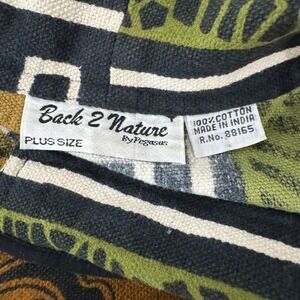 Back 2 Nature
By Pegasus
PLUS SIZE
100% COTTON
MADE IN INDIA
R.No. 88165